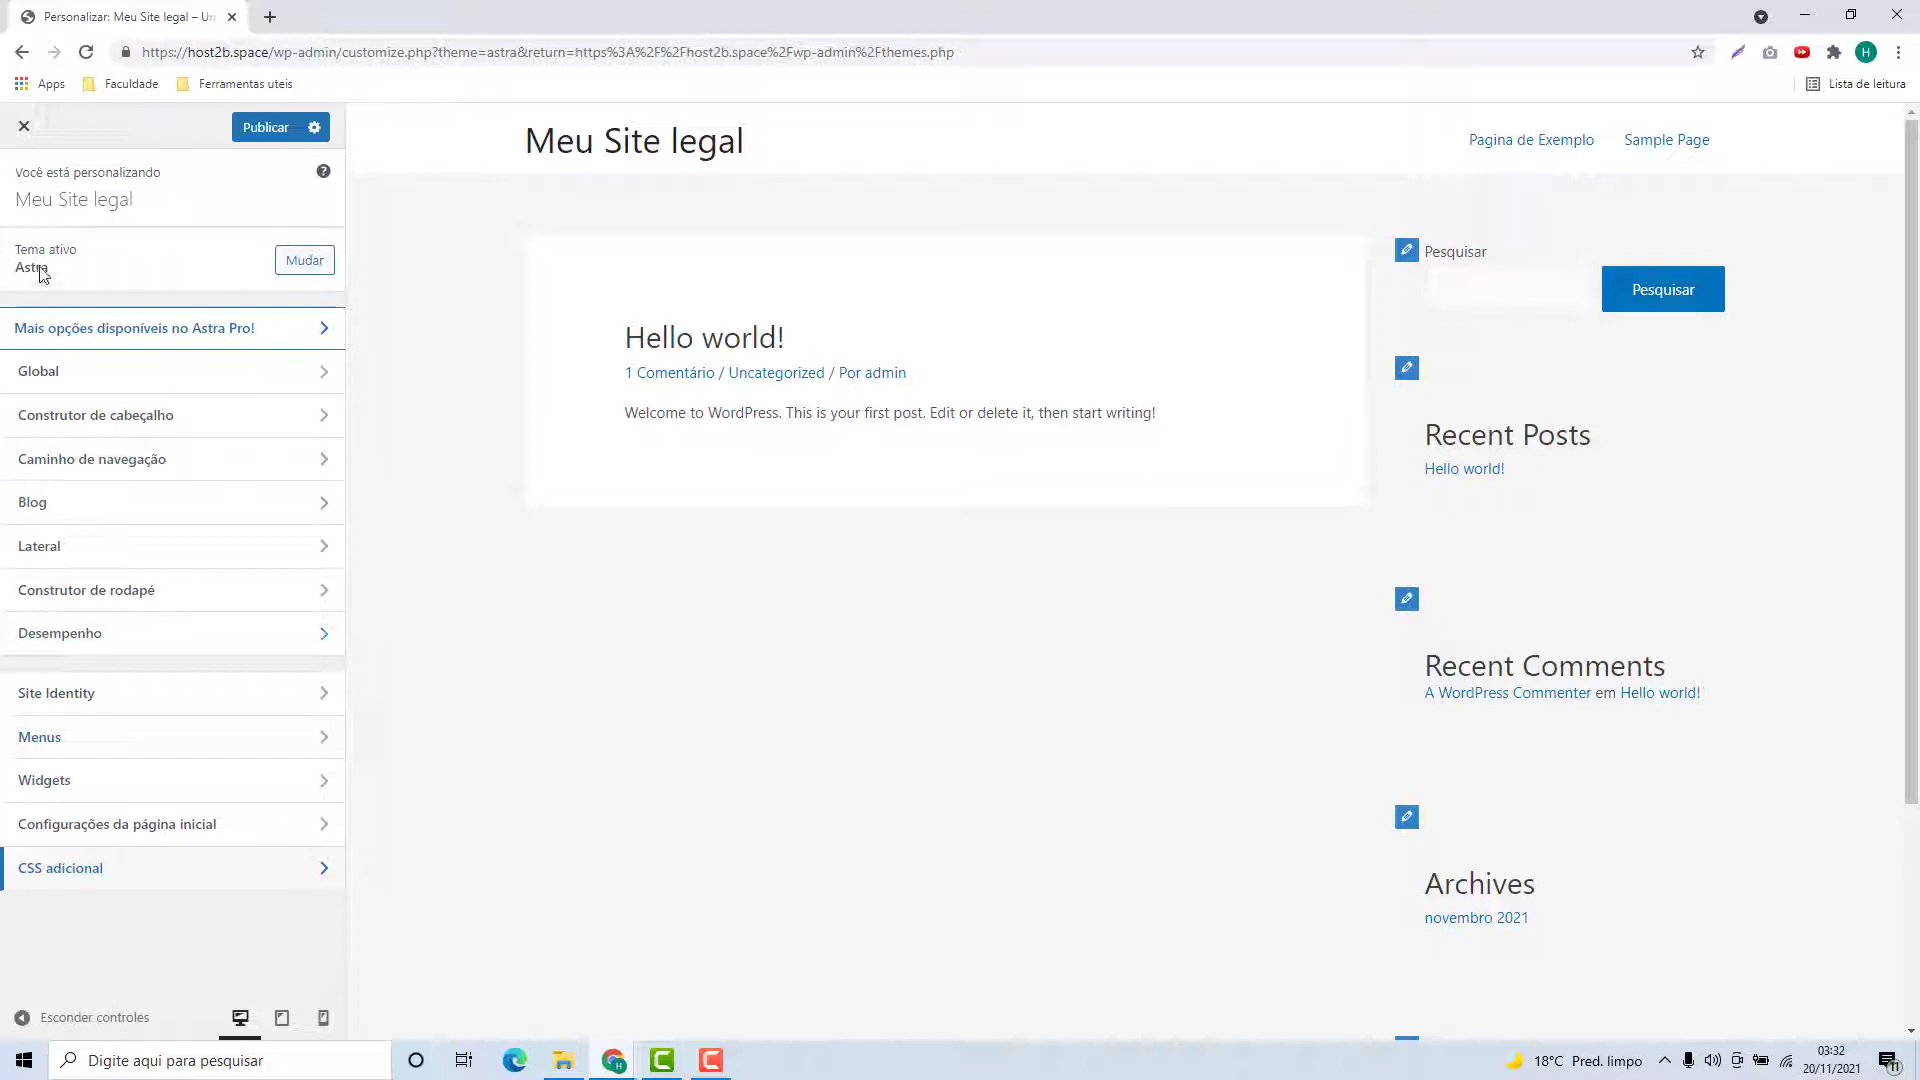 Personalizar: Meu Site legal – Un
https://host2b.space/wp-admin/customize.php?theme=astra&return=https%3A%2F%2Fhost2b.space%2Fwp-admin%2Fthemes.php
H
Apps
Faculdade
Ferramentas uteis
Lista de leitura
Publicar
Você está personalizando
Meu Site legal
Tema ativo
Astra
Mudar
Mais opções disponíveis no Astra Pro!
Global
Construtor de cabeçalho
Caminho de navegação
Blog
Lateral
Construtor de rodapé
Desempenho
Site Identity
Menus
Widgets
Configurações da página inicial
CSS adicional
Esconder controles
Meu Site legal
Pagina de Exemplo
Sample Page
Hello world!
1 Comentário / Uncategorized / Por admin
Welcome to WordPress. This is your first post. Edit or delete it, then start writing!
Pesquisar
Pesquisar
Recent Posts
Hello world!
Recent Comments
A WordPress Commenter em Hello world!
Archives
novembro 2021
Digite aqui para pesquisar
18°C Pred. limpo
03:32
20/11/2021
11